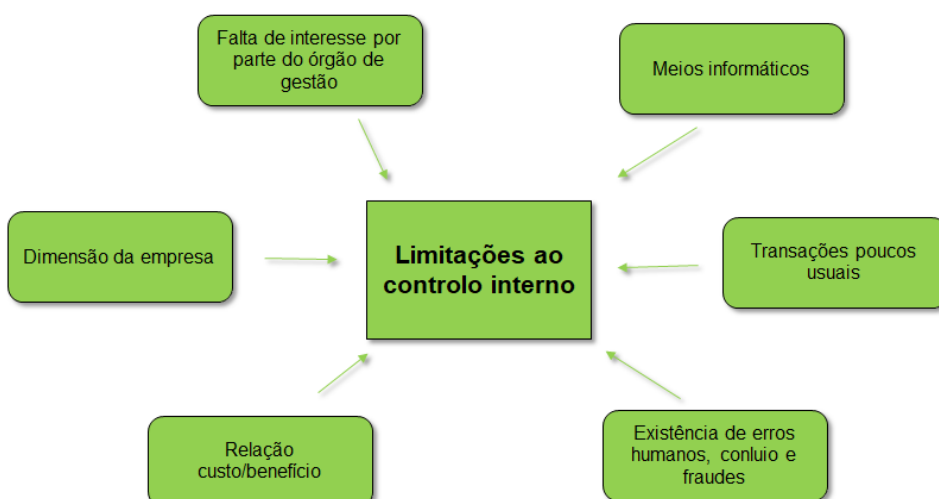 Falta de interesse por
parte do órgão de
gestão
Meios informáticos
Dimensão da empresa
Limitações ao
controlo interno
Transações poucos
usuais
Relação
custo/benefício
Existência de erros
humanos, conluio e
fraudes